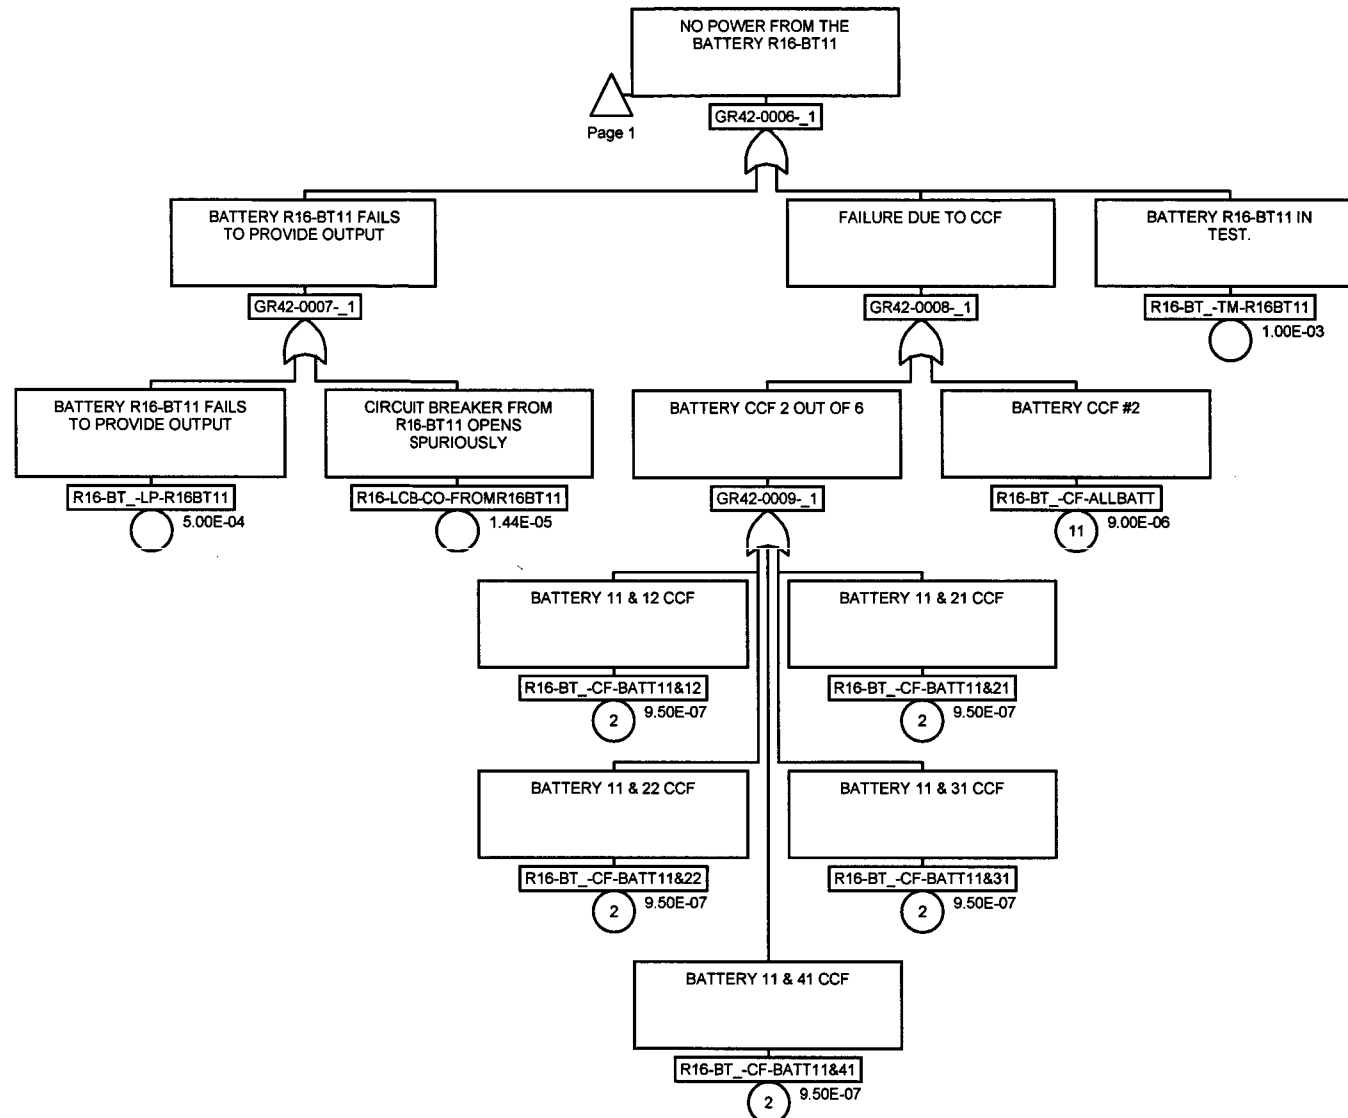 NO POWER FROM THE
BATTERY R16-BT11
Page 1
GR42-0006-_1
BATTERY R16-BT11 FAILS
TO PROVIDE OUTPUT
FAILURE DUE TO CCF
BATTERY R16-BT11 IN
TEST.
GR42-0007-_1
GR42-0008-_1
R16-BT_-TM-R16BT11
1.00E-03
BATTERY R16-BT11 FAILS
TO PROVIDE OUTPUT
CIRCUIT BREAKER FROM
R16-BT11 OPENS
SPURIOUSLY
BATTERY CCF 2 OUT OF 6
BATTERY CCF #2
R16-BT_-LP-R16BT11
5.00E-04
R16-LCB-CO-FROMR16BT11
1.44E-05
GR42-0009-_1
R16-BT_-CF-ALLBATT
11
9.00E-06
BATTERY 11 & 12 CCF
BATTERY 11 & 21 CCF
R16-BT_-CF-BATT11&12
2
9.50E-07
R16-BT_-CF-BATT11&21
2
9.50E-07
BATTERY 11 & 22 CCF
BATTERY 11 & 31 CCF
R16-BT_-CF-BATT11&22
2
9.50E-07
R16-BT_-CF-BATT11&31
2
9.50E-07
BATTERY 11 & 41 CCF
R16-BT_-CF-BATT11&41
2
9.50E-07